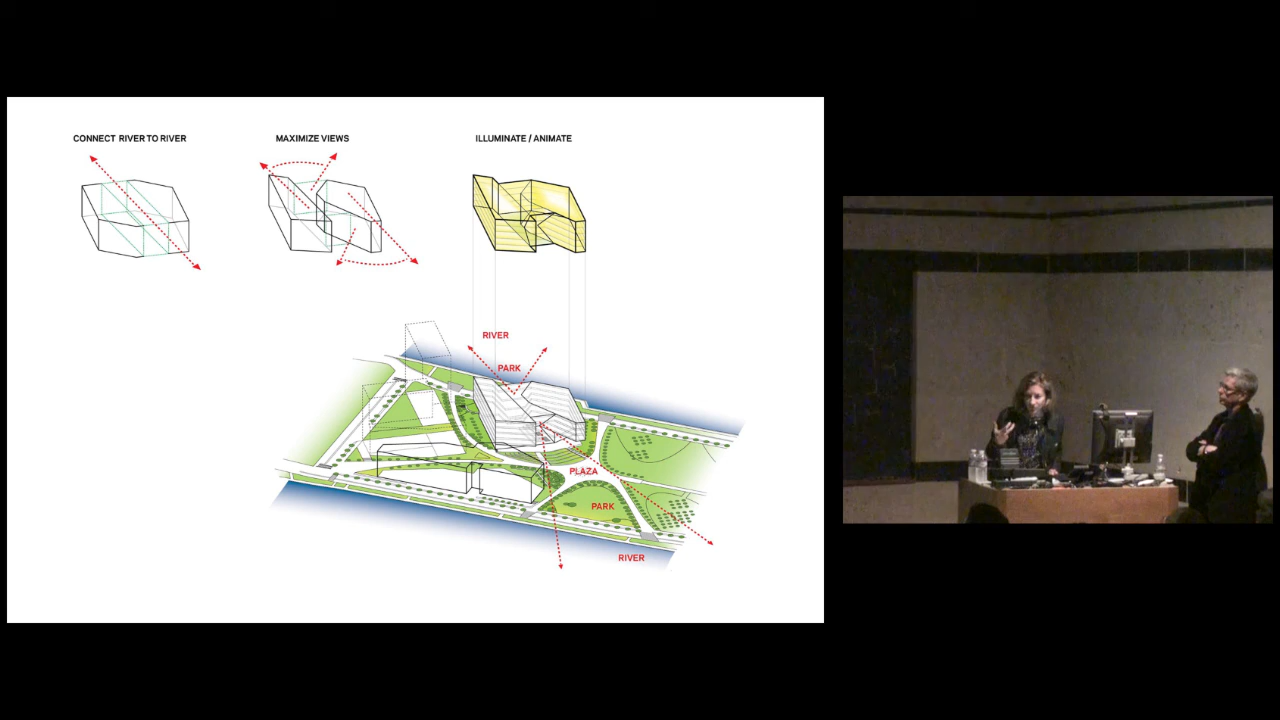 CONNECT RIVER TO RIVER
MAXIMIZE VIEWS
ILLUMINATE / ANIMATE
RIVER
PARK
PLAZA
PARK
RIVER